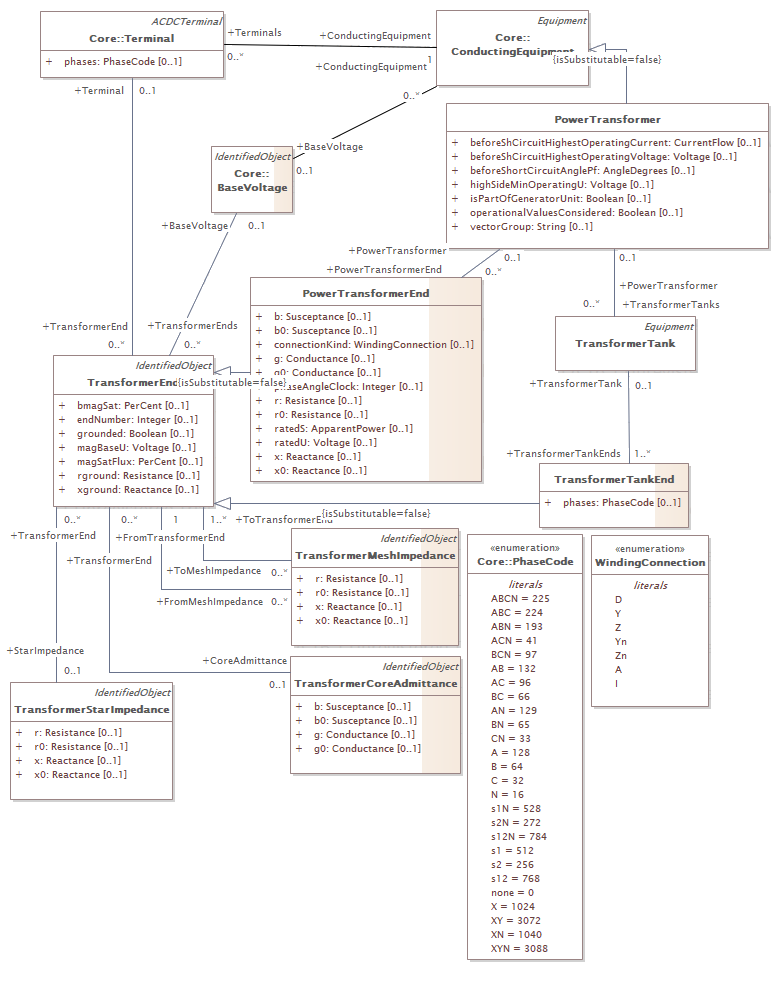 ACDCTerminal
Core::Terminal
+ phases: PhaseCode [0..1]
+Terminals
0..*
+ConductingEquipment
1
+ConductingEquipment
0..*
Equipment
Core::
ConductingEquipment
{isSubstitutable=false}
+Terminal
0..1
PowerTransformer
+ beforeShCircuitHighestOperatingCurrent: CurrentFlow [0..1]
+ beforeShCircuitHighestOperatingVoltage: Voltage [0..1]
+ beforeShortCircuitAnglePf: AngleDegrees [0..1]
+ highSideMinOperatingU: Voltage [0..1]
+ isPartOfGeneratorUnit: Boolean [0..1]
+ operationalValuesConsidered: Boolean [0..1]
+ vectorGroup: String [0..1]
+BaseVoltage
0..1
IdentifiedObject
Core::
BaseVoltage
+BaseVoltage
0..1
+PowerTransformer
0..1
+PowerTransformerEnd
0..*
0..1
+PowerTransformer
0..*
+TransformerTanks
PowerTransformerEnd
+ b: Susceptance [0..1]
+ b0: Susceptance [0..1]
+ connectionKind: WindingConnection [0..1]
+ g: Conductance [0..1]
+ g0: Conductance [0..1]
+ phaseAngleClock: Integer [0..1]
+ r: Resistance [0..1]
+ r0: Resistance [0..1]
+ ratedS: ApparentPower [0..1]
+ ratedU: Voltage [0..1]
+ x: Reactance [0..1]
+ x0: Reactance [0..1]
Equipment
TransformerTank
+TransformerTank
0..1
+TransformerTankEnds
1..*
+TransformerEnd
0..*
+TransformerEnds
0..*
IdentifiedObject
TransformerEnd
{isSubstitutable=false}
+ bmagSat: PerCent [0..1]
+ endNumber: Integer [0..1]
+ grounded: Boolean [0..1]
+ magBaseU: Voltage [0..1]
+ magSatFlux: PerCent [0..1]
+ rground: Resistance [0..1]
+ xground: Reactance [0..1]
TransformerTankEnd
+ phases: PhaseCode [0..1]
{isSubstitutable=false}
0..*
+TransformerEnd
0..*
+TransformerEnd
1
+FromTransformerEnd
1..*
+ToTransformerEnd
+ToMeshImpedance
0..*
+FromMeshImpedance
0..*
IdentifiedObject
TransformerMeshImpedance
+ r: Resistance [0..1]
+ r0: Resistance [0..1]
+ x: Reactance [0..1]
+ x0: Reactance [0..1]
+StarImpedance
0..1
+CoreAdmittance
0..1
IdentifiedObject
TransformerCoreAdmittance
+ b: Susceptance [0..1]
+ b0: Susceptance [0..1]
+ g: Conductance [0..1]
+ g0: Conductance [0..1]
IdentifiedObject
TransformerStarImpedance
+ r: Resistance [0..1]
+ r0: Resistance [0..1]
+ x: Reactance [0..1]
+ x0: Reactance [0..1]
«enumeration»
Core::PhaseCode
literals
ABCN = 225
ABC = 224
ABN = 193
ACN = 41
BCN = 97
AB = 132
AC = 96
BC = 66
AN = 129
BN = 65
CN = 33
A = 128
B = 64
C = 32
N = 16
s1N = 528
s2N = 272
s12N = 784
s1 = 512
s2 = 256
s12 = 768
none = 0
X = 1024
XY = 3072
XN = 1040
XYN = 3088
«enumeration»
WindingConnection
literals
D
Y
Z
Yn
Zn
A
I